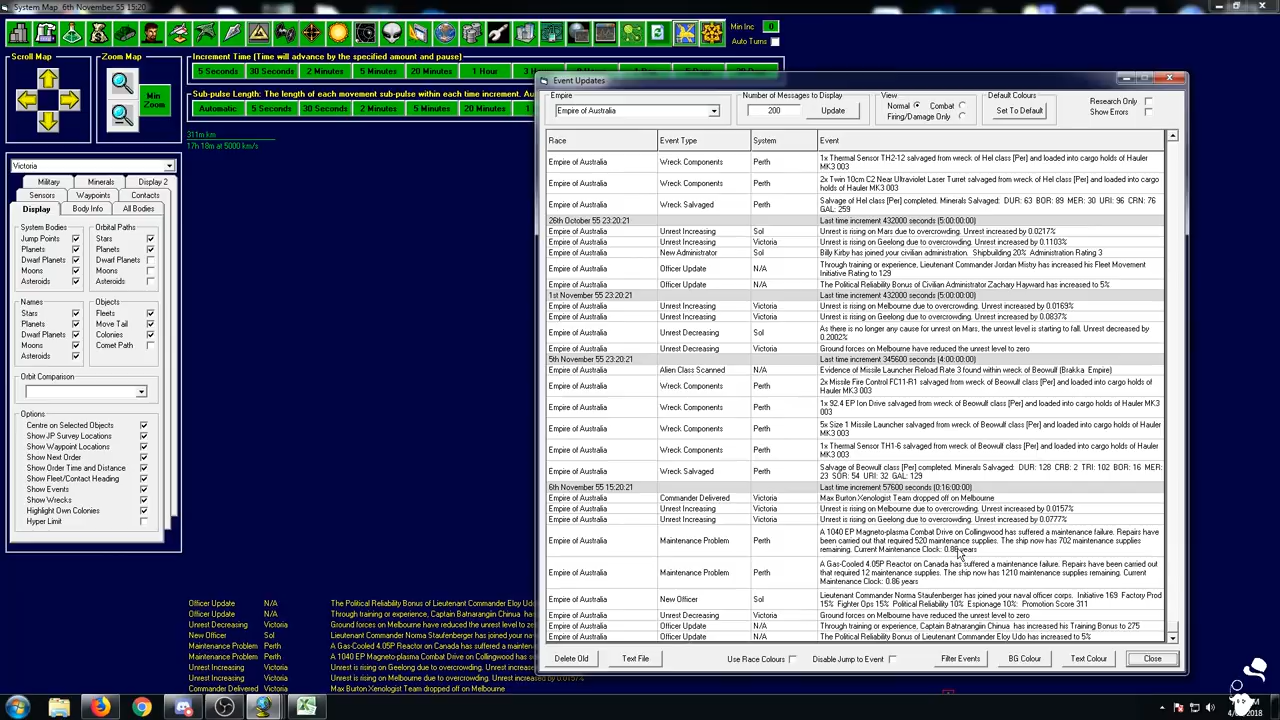 System Map   6th November 55 15:20
Min Inc 0
Auto Turns
Scroll Map
Zoom Map
Min Zoom
Increment Time (Time will advance by the specified amount and pause)
5 Seconds 30 Seconds 2 Minutes 5 Minutes 20 Minutes 1 Hour
Sub-pulse Length: The length of each movement sub-pulse within each time increment.
Automatic 5 Seconds 30 Seconds 2 Minutes 5 Minutes 20 Minutes
311m km
17h 18m at 5000 km/s
Victoria
Military Minerals Display 2
Sensors Waypoints Contacts
Display Body Info All Bodies
System Bodies
Jump Points
Planets
Dwarf Planets
Moons
Asteroids
Orbital Paths
Stars
Planets
Dwarf Planets
Moons
Asteroids
Names
Stars
Planets
Dwarf Planets
Moons
Asteroids
Objects
Fleets
Move Tail
Colonies
Comet Path
Orbit Comparison
Options
Centre on Selected Objects
Show JP Survey Locations
Show Waypoint Locations
Show Next Order
Show Order Time and Distance
Show Fleet/Contact Heading
Show Events
Show Wrecks
Highlight Own Colonies
Hyper Limit
Event Updates
Empire
Empire of Australia
Number of Messages to Display
200 Update
View
Normal Combat
Firing/Damage Only
Default Colours
Set To Default
Research Only
Show Errors
Race Event Type System Event
Empire of Australia Wreck Components Perth 1x Thermal Sensor TH2-12 salvaged from wreck of Hel class [Per] and loaded into cargo holds of Hauler
MK3 003
Empire of Australia Wreck Components Perth 2x Twin 10cm C2 Near Ultraviolet Laser Turret salvaged from wreck of Hel class [Per] and loaded into cargo
holds of Hauler MK3 003
Empire of Australia Wreck Salvaged Perth Salvage of Hel class [Per] completed. Minerals Salvaged: DUR: 63 BOR: 89 MER: 30 URI: 96 CRN: 76
GAL: 259
26th October 55 23:20:21 Last time increment 432000 seconds (5:00:00:00)
Empire of Australia Unrest Increasing Sol Unrest is rising on Mars due to overcrowding. Unrest increased by 0.0217%
Empire of Australia Unrest Increasing Victoria Unrest is rising on Geelong due to overcrowding. Unrest increased by 0.1103%
Empire of Australia New Administrator Sol Billy Kirby has joined your civilian administration. Shipbuilding 20% Administration Rating 3
Empire of Australia Officer Update N/A Through training or experience, Lieutenant Commander Jordan Mistry has increased his Fleet Movement
Initiative Rating to 129
Empire of Australia Officer Update N/A The Political Reliability Bonus of Civilian Administrator Zachary Hayward has increased to 5%
1st November 55 23:20:21 Last time increment 432000 seconds (5:00:00:00)
Empire of Australia Unrest Increasing Victoria Unrest is rising on Melbourne due to overcrowding. Unrest increased by 0.0169%
Empire of Australia Unrest Increasing Victoria Unrest is rising on Geelong due to overcrowding. Unrest increased by 0.0837%
Empire of Australia Unrest Decreasing Sol As there is no longer any cause for unrest on Mars, the unrest level is starting to fall. Unrest decreased by
0.2002%
Empire of Australia Unrest Decreasing Victoria Ground forces on Melbourne have reduced the unrest level to zero
5th November 55 23:20:21 Last time increment 345600 seconds (4:00:00:00)
Empire of Australia Alien Class Scanned N/A Evidence of Missile Launcher Reload Rate 3 found within wreck of Beowulf (Brakka Empire)
Empire of Australia Wreck Components Perth 2x Missile Fire Control FC11-R1 salvaged from wreck of Beowulf class [Per] and loaded into cargo holds of
Hauler MK3 003
Empire of Australia Wreck Components Perth 1x 92.4 EP Ion Drive salvaged from wreck of Beowulf class [Per] and loaded into cargo holds of Hauler MK3
003
Empire of Australia Wreck Components Perth 5x Size 1 Missile Launcher salvaged from wreck of Beowulf class [Per] and loaded into cargo holds of Hauler
MK3 003
Empire of Australia Wreck Components Perth 1x Thermal Sensor TH1-6 salvaged from wreck of Beowulf class [Per] and loaded into cargo holds of Hauler
MK3 003
Empire of Australia Wreck Salvaged Perth Salvage of Beowulf class [Per] completed. Minerals Salvaged: DUR: 128 CRB: 2 TRI: 102 BOR: 16 MER:
23 SOR: 54 URI: 32 GAL: 129
6th November 55 15:20:21 Last time increment 57600 seconds (0:16:00:00)
Empire of Australia Commander Delivered Victoria Max Burton Xenologist Team dropped off on Melbourne
Empire of Australia Unrest Increasing Victoria Unrest is rising on Melbourne due to overcrowding. Unrest increased by 0.0157%
Empire of Australia Unrest Increasing Victoria Unrest is rising on Geelong due to overcrowding. Unrest increased by 0.0777%
Empire of Australia Maintenance Problem Perth A 1040 EP Magneto-plasma Combat Drive on Collingwood has suffered a maintenance failure. Repairs have
been carried out that required 520 maintenance supplies. The ship now has 702 maintenance supplies
remaining. Current Maintenance Clock: 0.86 years
Empire of Australia Maintenance Problem Perth A Gas-Cooled 4.05P Reactor on Canada has suffered a maintenance failure. Repairs have been carried out
that required 12 maintenance supplies. The ship now has 1210 maintenance supplies remaining. Current
Maintenance Clock: 0.86 years
Empire of Australia New Officer Sol Lieutenant Commander Norma Staufenberger has joined your naval officer corps. Initiative 169 Factory Prod
15% Fighter Ops 15% Political Reliability 10% Espionage 10%: Promotion Score 311
Empire of Australia Unrest Decreasing Victoria Ground forces on Melbourne have reduced the unrest level to zero
Empire of Australia Officer Update N/A Through training or experience, Captain Batnarangiin Chinua has increased his Training Bonus to 275
Empire of Australia Officer Update N/A The Political Reliability Bonus of Lieutenant Commander Eloy Udo has increased to 5%
Delete Old Text File Use Race Colours Disable Jump to Event Filter Events BG Colour Text Colour Close
Officer Update N/A The Political Reliability Bonus of Lieutenant Commander Eloy Udo
Officer Update N/A Through training or experience, Captain Batnarangiin Chinua has
Unrest Decreasing Victoria Ground forces on Melbourne have reduced the unrest level to zero
New Officer Sol Lieutenant Commander Norma Staufenberger has joined your nav
Maintenance Problem Perth A Gas-Cooled 4.05P Reactor on Canada has suffered a mainten
Maintenance Problem Perth A 1040 EP Magneto-plasma Combat Drive on Collingwood has su
Unrest Increasing Victoria Unrest is rising on Geelong due to overcrowding. Unrest increase
Unrest Increasing Victoria Unrest is rising on Melbourne due to overcrowding. Unrest increased by 0.0157%
Commander Delivered Victoria Max Burton Xenologist Team dropped off on Melbourne